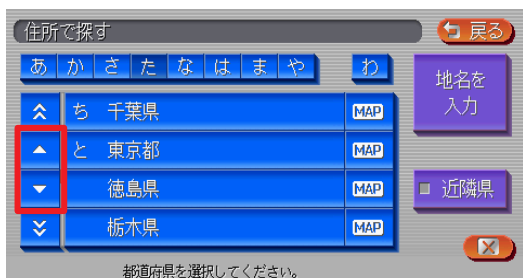 住所で探す 戻る
あ か さ た な は ま や わ
地名を
入力
ち 千葉県 MAP
と 東京都 MAP
徳島県 MAP
近隣県
栃木県 MAP
都道府県を選択してください。